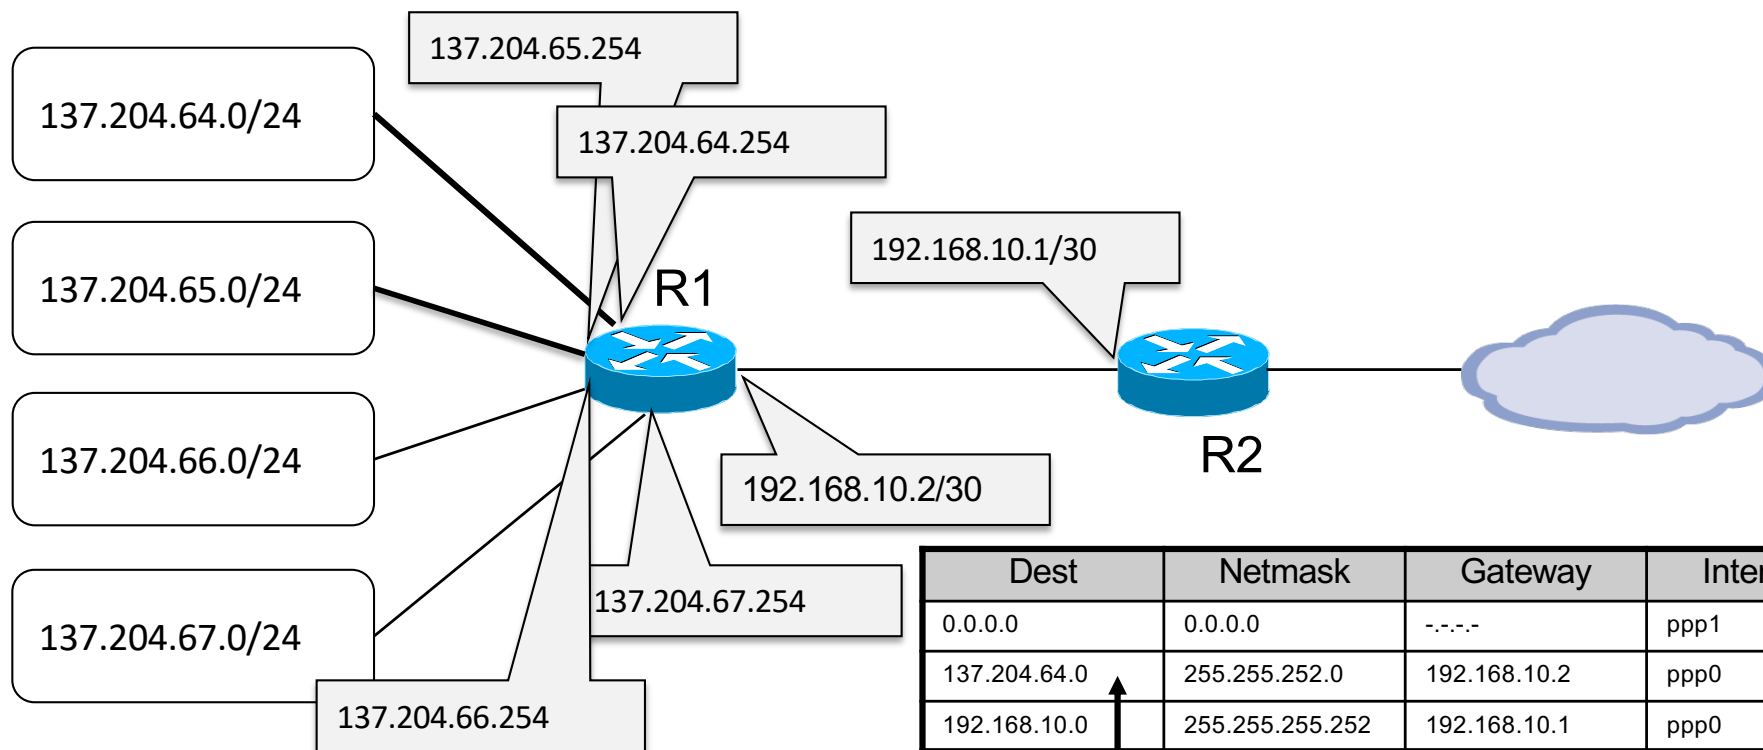 137.204.65.254
137.204.64.0/24
137.204.64.254
192.168.10.1/30
137.204.65.0/24
R1
137.204.66.0/24
R2
192.168.10.2/30
137.204.67.254
137.204.67.0/24
137.204.66.254
Dest Netmask Gateway Inter
0.0.0.0 0.0.0.0 -.-.-.- ppp1
137.204.64.0 255.255.252.0 192.168.10.2 ppp0
192.168.10.0 255.255.255.252 192.168.10.1 ppp0